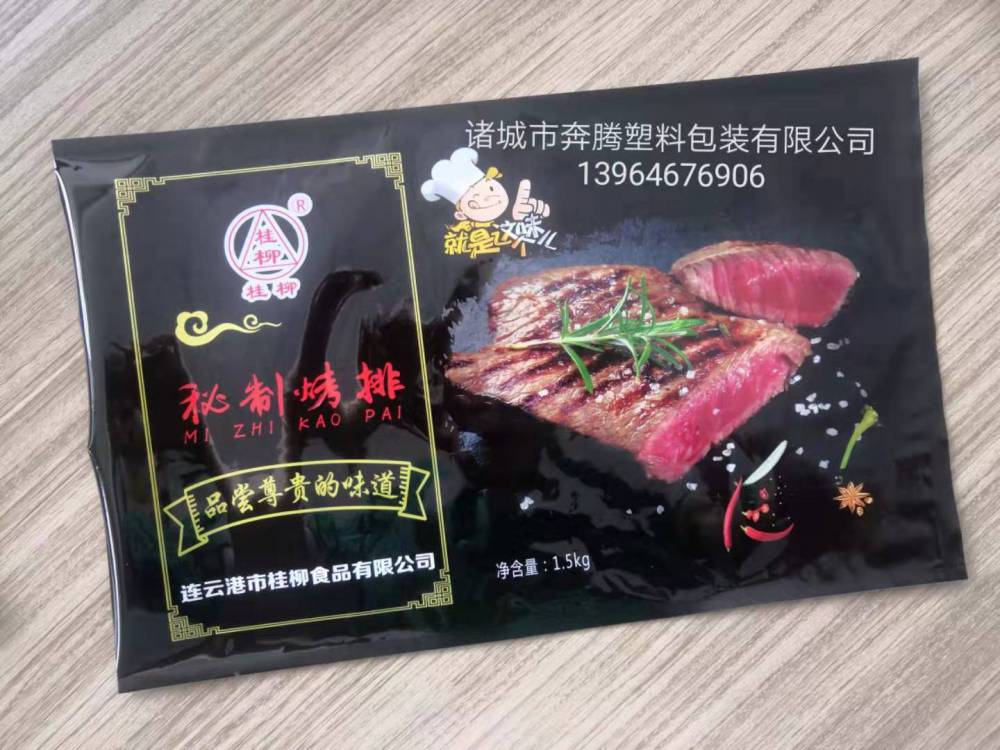 诸城市奔腾塑料包装有限公司
13964676906
就是这个味儿
R
桂
柳
桂柳
秘制烤排
MI ZHI KAO PAI
品尝尊贵的味道
连云港市桂柳食品有限公司
净含量：1.5kg